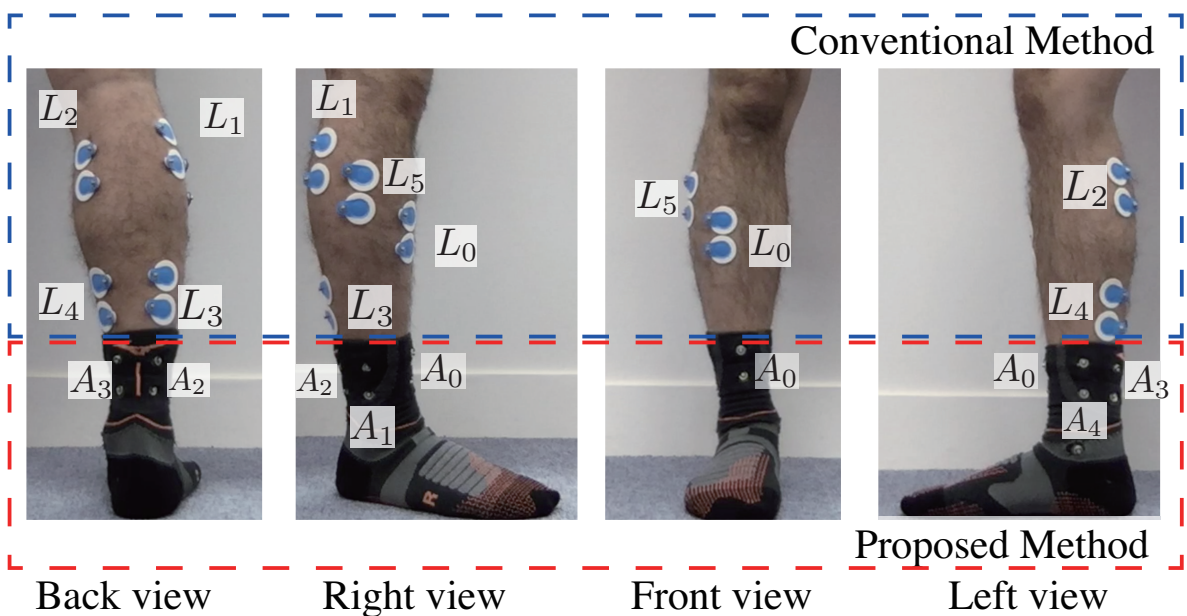 Conventional Method
L₂
L₁
L₄
L₃
A₃
A₂
L₁
L₅
L₀
L₃
A₂
A₀
A₁
R
L₅
L₀
A₀
L₂
L₄
A₀
A₃
A₄
Proposed Method
Back view
Right view
Front view
Left view